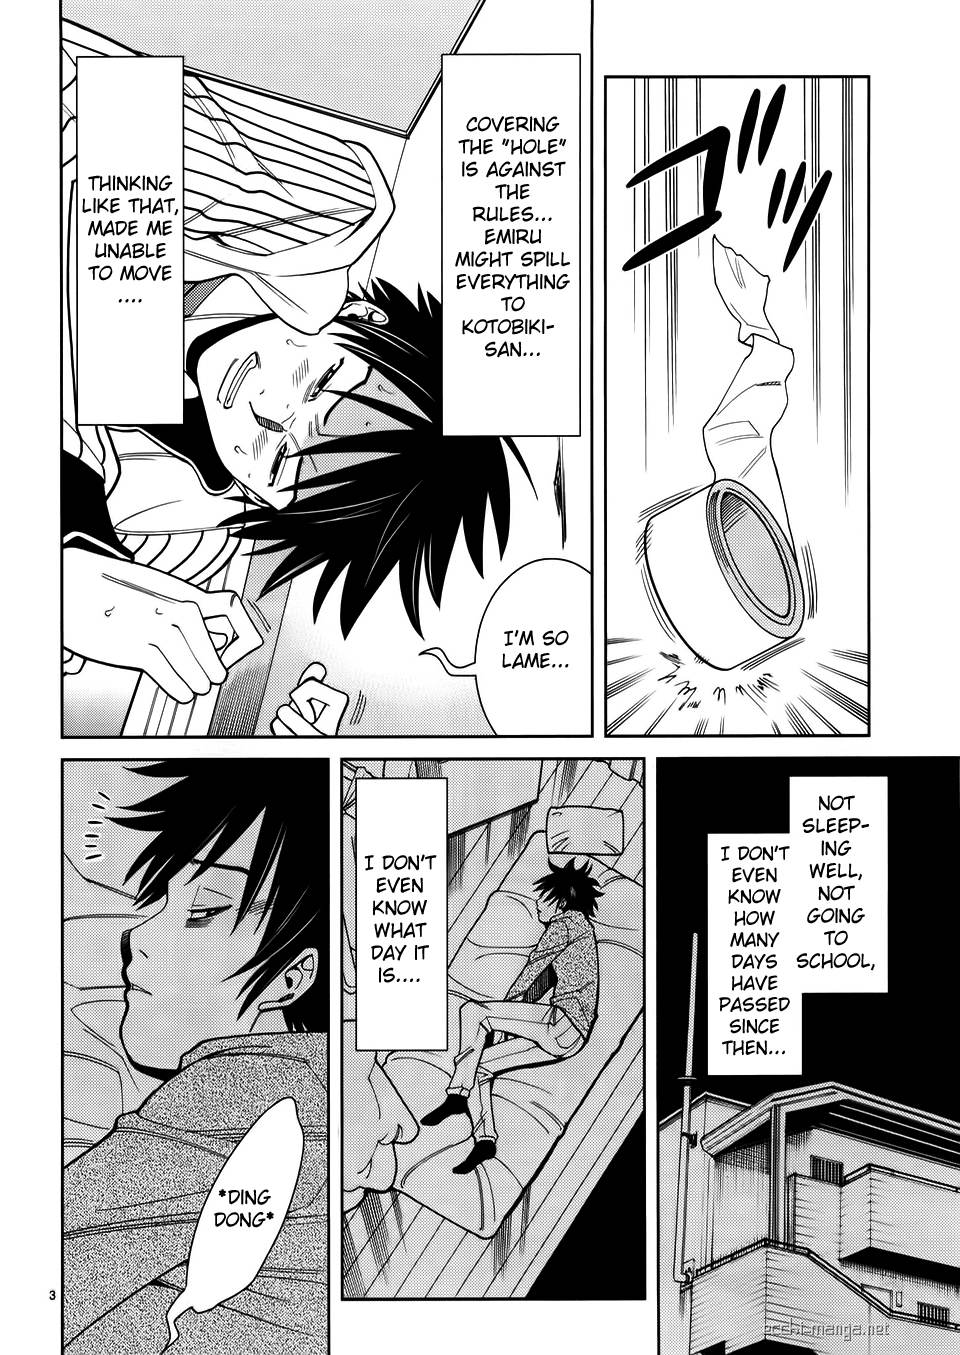 ゴ
COVERING
THE "HOLE"
IS AGAINST
THE
RULES...
EMIRU
MIGHT SPILL
EVERYTHING
TO
KOTOBIKI-
SAN...
THINKING
LIKE THAT,
MADE ME
UNABLE
TO MOVE
....
I'M SO
LAME...
NOT
SLEEP-
ING
WELL,
NOT
GOING
TO
SCHOOL,
I DON'T
EVEN
KNOW
HOW
MANY
DAYS
HAVE
PASSED
SINCE
THEN...
I DON'T
EVEN
KNOW
WHAT
DAY IT
IS....
*DING
DONG*
3
ecchi-manga.net